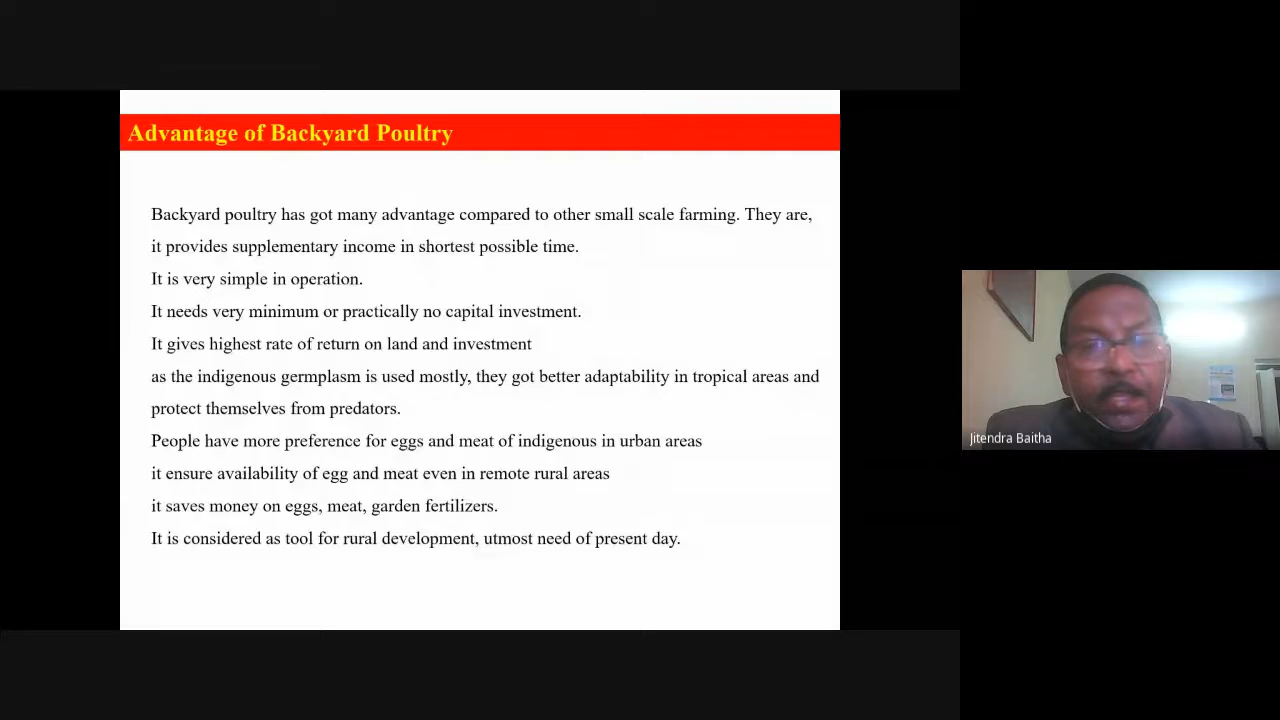 Advantage of Backyard Poultry
Backyard poultry has got many advantage compared to other small scale farming. They are,
it provides supplementary income in shortest possible time.
It is very simple in operation.
It needs very minimum or practically no capital investment.
It gives highest rate of return on land and investment
as the indigenous germplasm is used mostly, they got better adaptability in tropical areas and
protect themselves from predators.
People have more preference for eggs and meat of indigenous in urban areas
it ensure availability of egg and meat even in remote rural areas
it saves money on eggs, meat, garden fertilizers.
It is considered as tool for rural development, utmost need of present day.
Jitendra Baitha